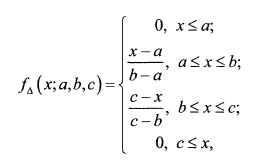 f_Δ(x;a,b,c)= {
0, x≤a;
(x−a)/(b−a), a≤x≤b;
(c−x)/(c−b), b≤x≤c;
0, c≤x,